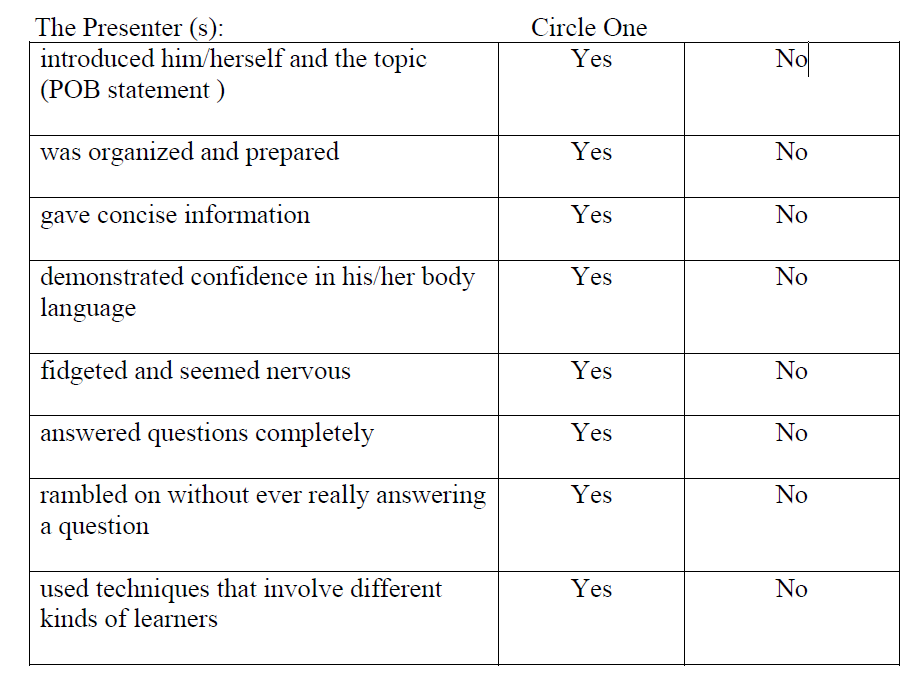 The Presenter (s): Circle One
introduced him/herself and the topic Yes No
(POB statement )
was organized and prepared Yes No
gave concise information Yes No
demonstrated confidence in his/her body Yes No
language
fidgeted and seemed nervous Yes No
answered questions completely Yes No
rambled on without ever really answering Yes No
a question
used techniques that involve different Yes No
kinds of learners